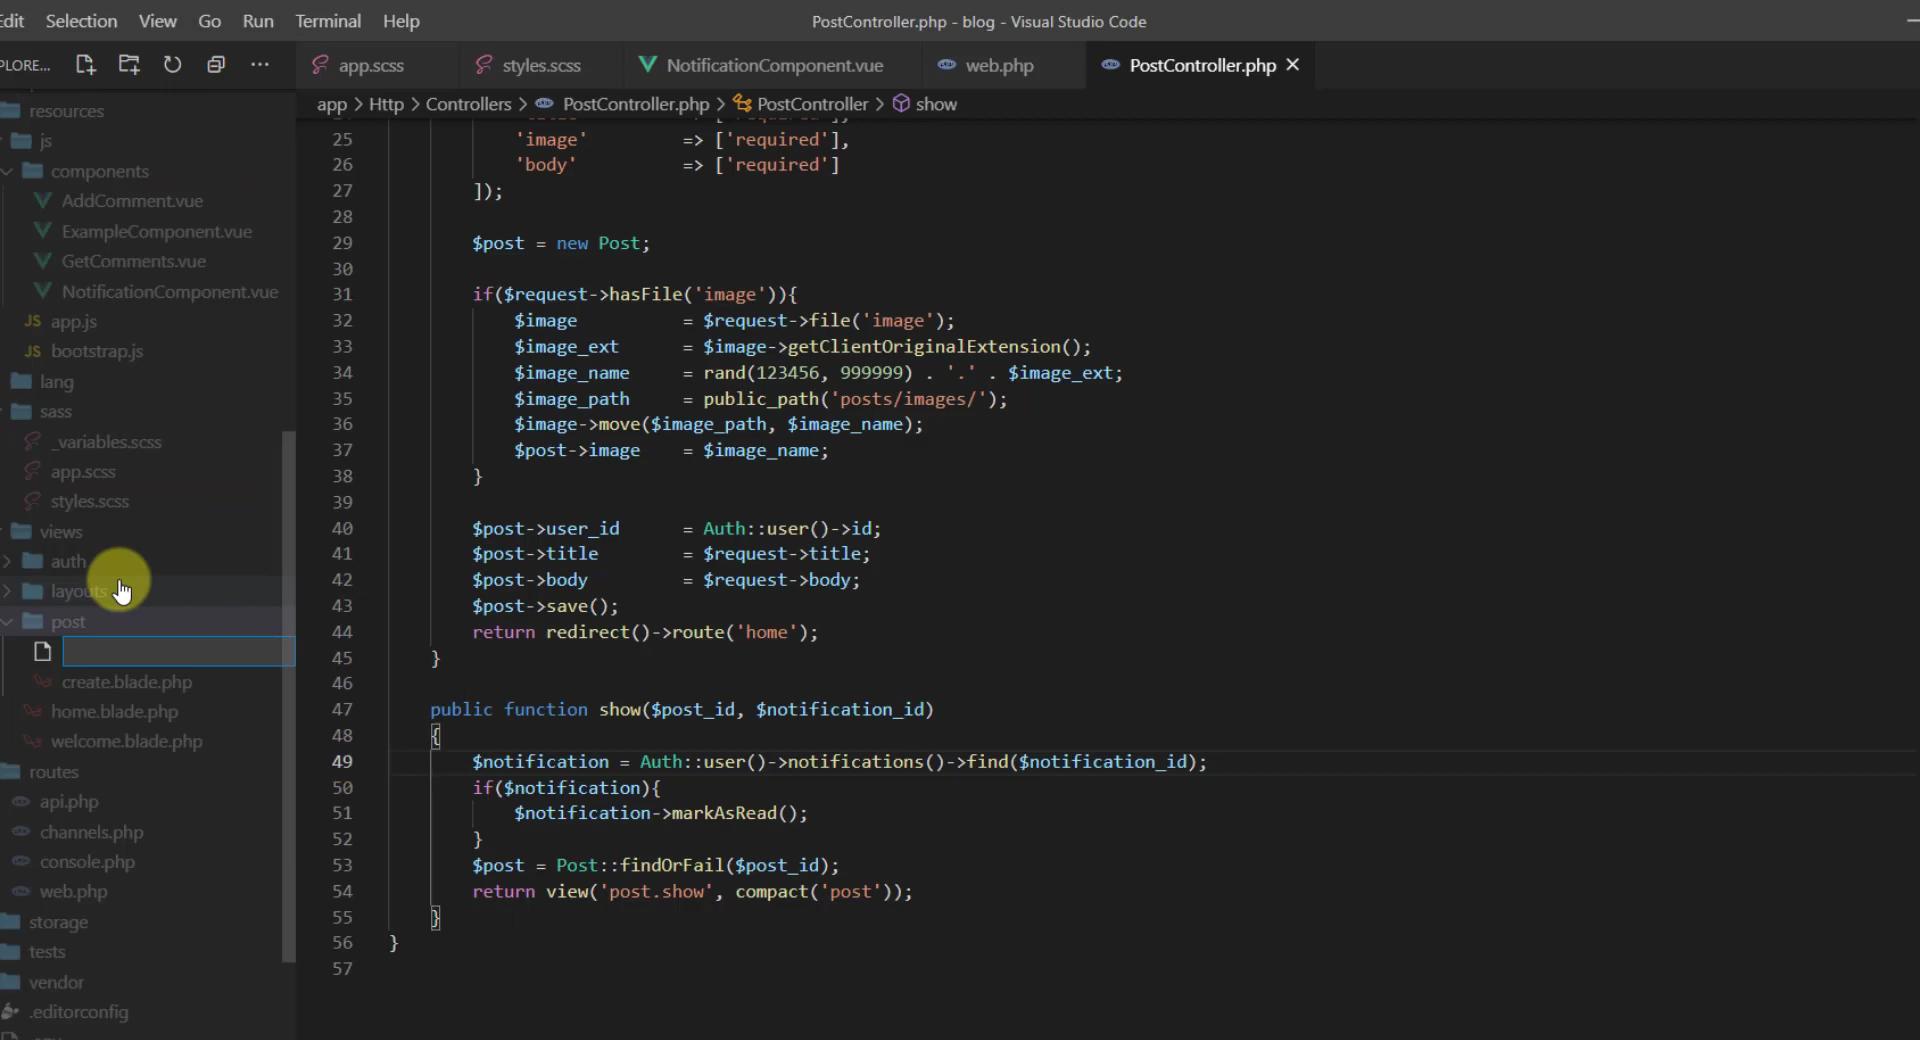 Edit Selection View Go Run Terminal Help PostController.php - blog - Visual Studio Code
PLORE... ··· app.scss styles.scss NotificationComponent.vue web.php PostController.php
app > Http > Controllers > PostController.php > PostController > show
resources
js
components
AddComment.vue
ExampleComponent.vue
GetComments.vue
NotificationComponent.vue
JS app.js
JS bootstrap.js
lang
sass
_variables.scss
app.scss
styles.scss
views
auth
layouts
post
create.blade.php
home.blade.php
welcome.blade.php
routes
api.php
channels.php
console.php
web.php
storage
tests
vendor
.editorconfig
25 'image' => ['required'],
26 'body' => ['required']
27 ]);
28
29 $post = new Post;
30
31 if($request->hasFile('image')){
32 $image = $request->file('image');
33 $image_ext = $image->getClientOriginalExtension();
34 $image_name = rand(123456, 999999) . '.' . $image_ext;
35 $image_path = public_path('posts/images/');
36 $image->move($image_path, $image_name);
37 $post->image = $image_name;
38 }
39
40 $post->user_id = Auth::user()->id;
41 $post->title = $request->title;
42 $post->body = $request->body;
43 $post->save();
44 return redirect()->route('home');
45 }
46
47 public function show($post_id, $notification_id)
48 {
49 $notification = Auth::user()->notifications()->find($notification_id);
50 if($notification){
51 $notification->markAsRead();
52 }
53 $post = Post::findOrFail($post_id);
54 return view('post.show', compact('post'));
55 }
56 }
57